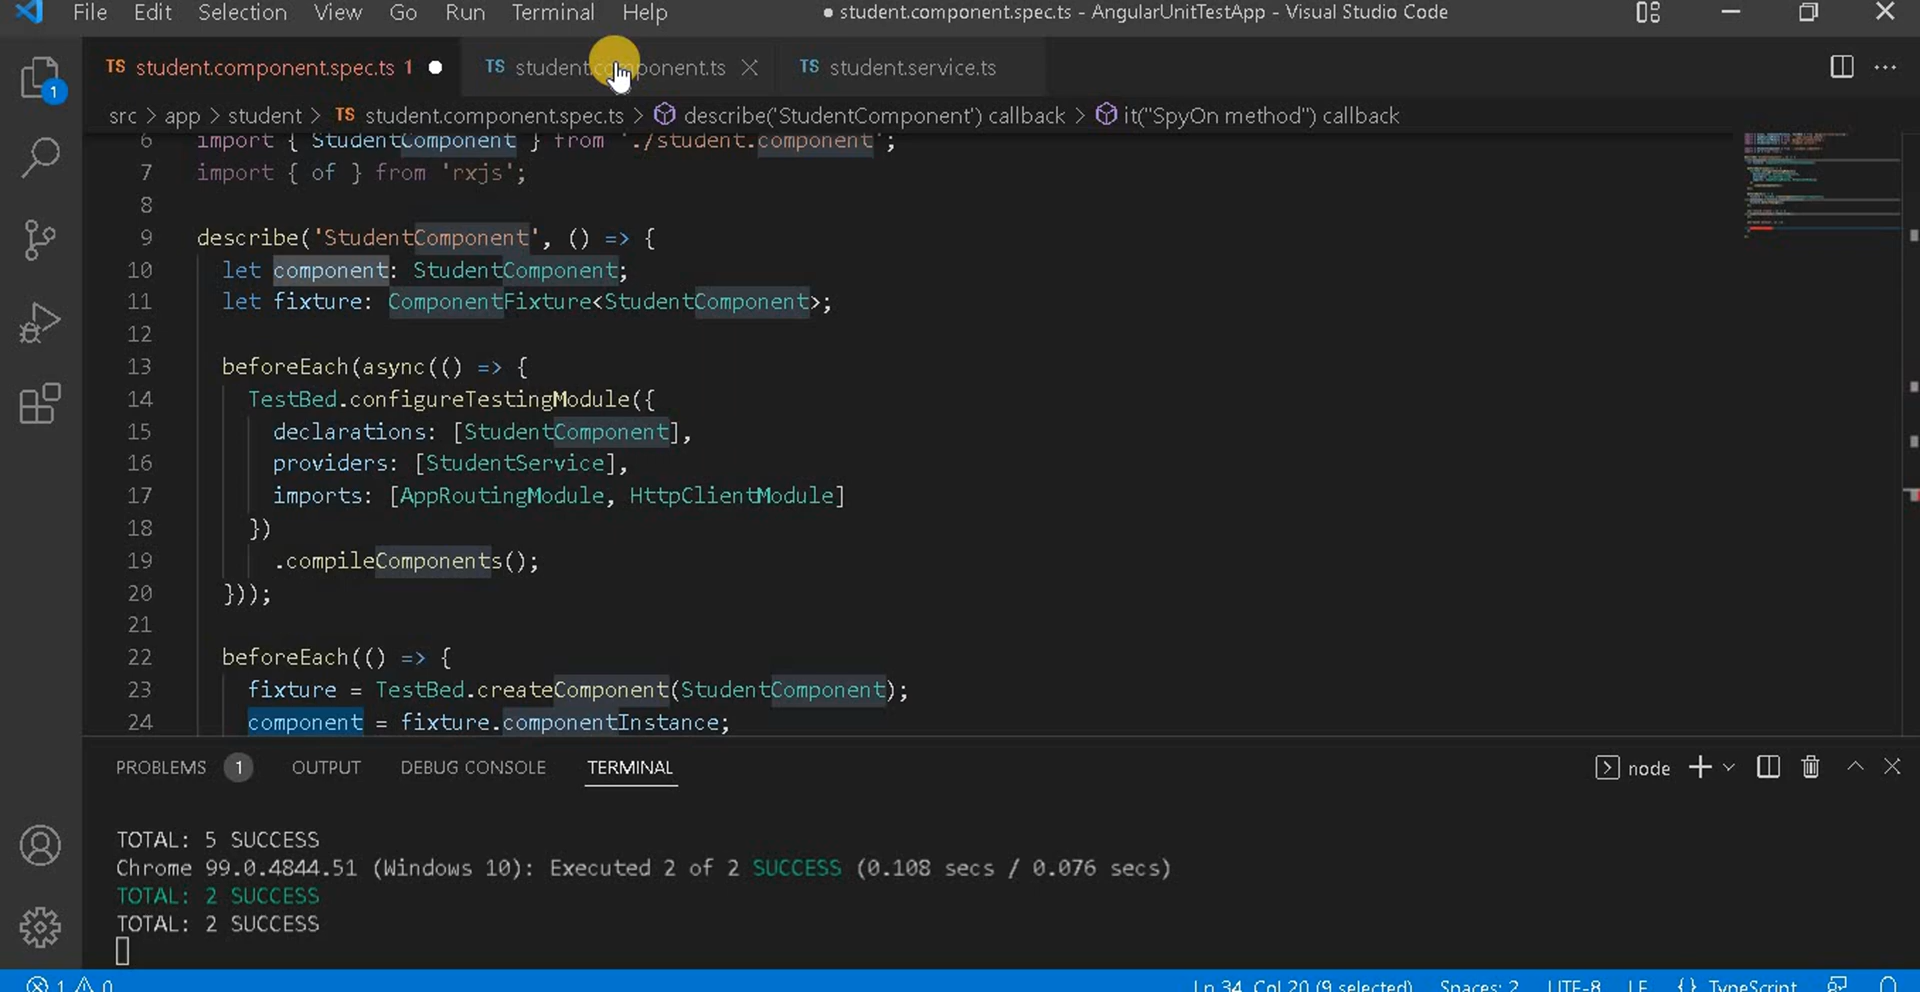 File Edit Selection View Go Run Terminal Help
● student.component.spec.ts - AngularUnitTestApp - Visual Studio Code
TS student.component.spec.ts 1 ●
TS student.component.ts
TS student.service.ts
1
src > app > student > TS student.component.spec.ts > describe('StudentComponent') callback > it("SpyOn method") callback
6 import { StudentComponent } from './student.component';
7 import { of } from 'rxjs';
8
9 describe('StudentComponent', () => {
10 let component: StudentComponent;
11 let fixture: ComponentFixture<StudentComponent>;
12
13 beforeEach(async(() => {
14 TestBed.configureTestingModule({
15 declarations: [StudentComponent],
16 providers: [StudentService],
17 imports: [AppRoutingModule, HttpClientModule]
18 })
19 .compileComponents();
20 }));
21
22 beforeEach(() => {
23 fixture = TestBed.createComponent(StudentComponent);
24 component = fixture.componentInstance;
PROBLEMS 1 OUTPUT DEBUG CONSOLE TERMINAL
node
TOTAL: 5 SUCCESS
Chrome 99.0.4844.51 (Windows 10): Executed 2 of 2 SUCCESS (0.108 secs / 0.076 secs)
TOTAL: 2 SUCCESS
TOTAL: 2 SUCCESS
1 0
Ln 34, Col 20 (9 selected) Spaces: 2 UTF-8 LF {} TypeScript